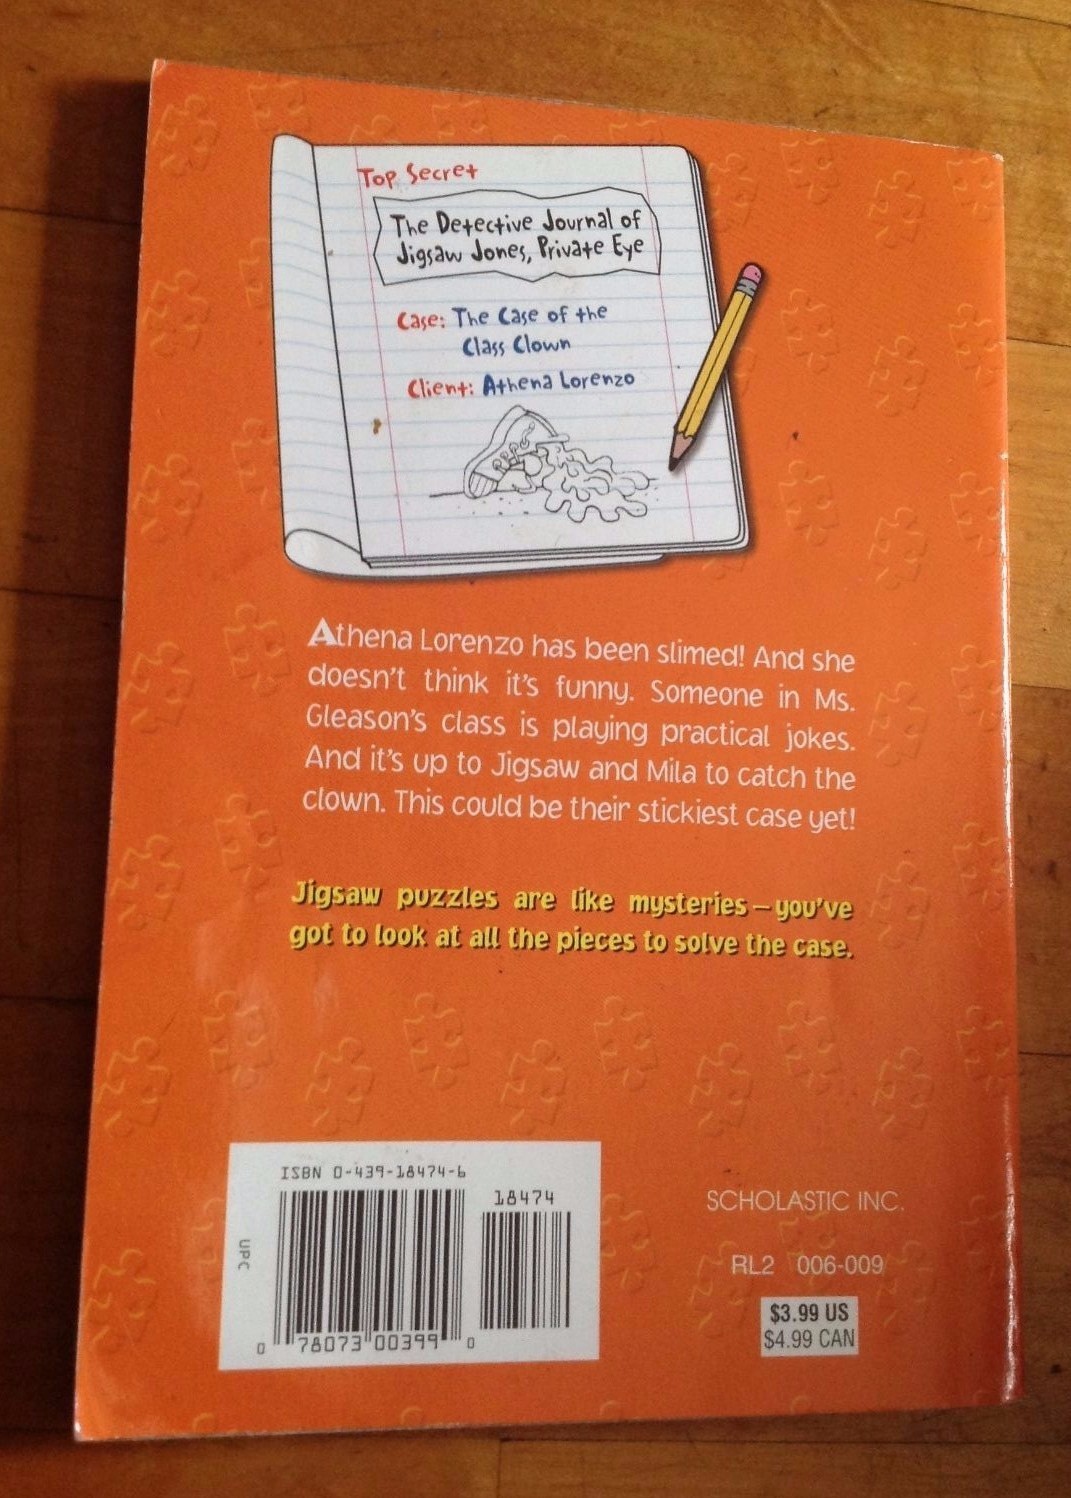 Top Secret
The Detective Journal of
Jigsaw Jones, Private Eye
Case: The Case of the
Class Clown
Client: Athena Lorenzo
Athena Lorenzo has been slimed! And she
doesn't think it's funny. Someone in Ms.
Gleason's class is playing practical jokes.
And it's up to Jigsaw and Mila to catch the
clown. This could be their stickiest case yet!
Jigsaw puzzles are like mysteries – you've
got to look at all the pieces to solve the case.
ISBN 0-439-18474-6
18474
UPC
0 78073 00399 0
SCHOLASTIC INC.
RL2 006-009
$3.99 US
$4.99 CAN